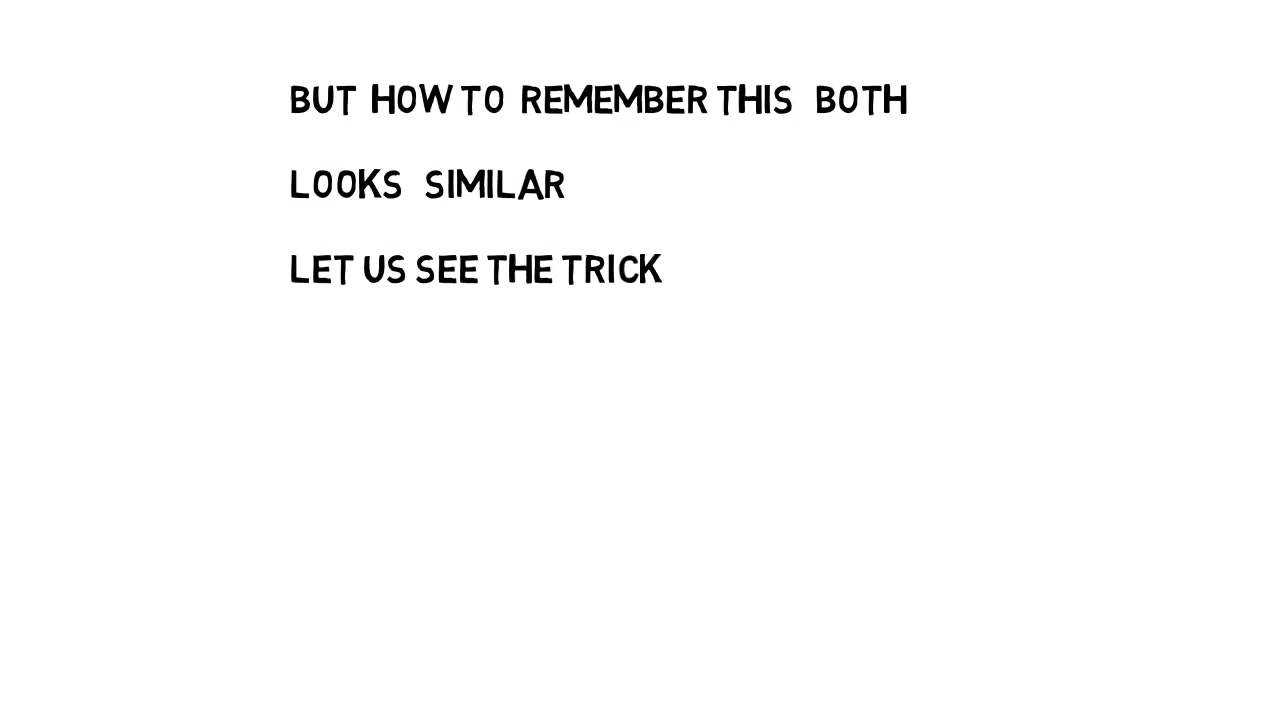 BUT HOW TO REMEMBER THIS BOTH
LOOKS SIMILAR
LET US SEE THE TRICK